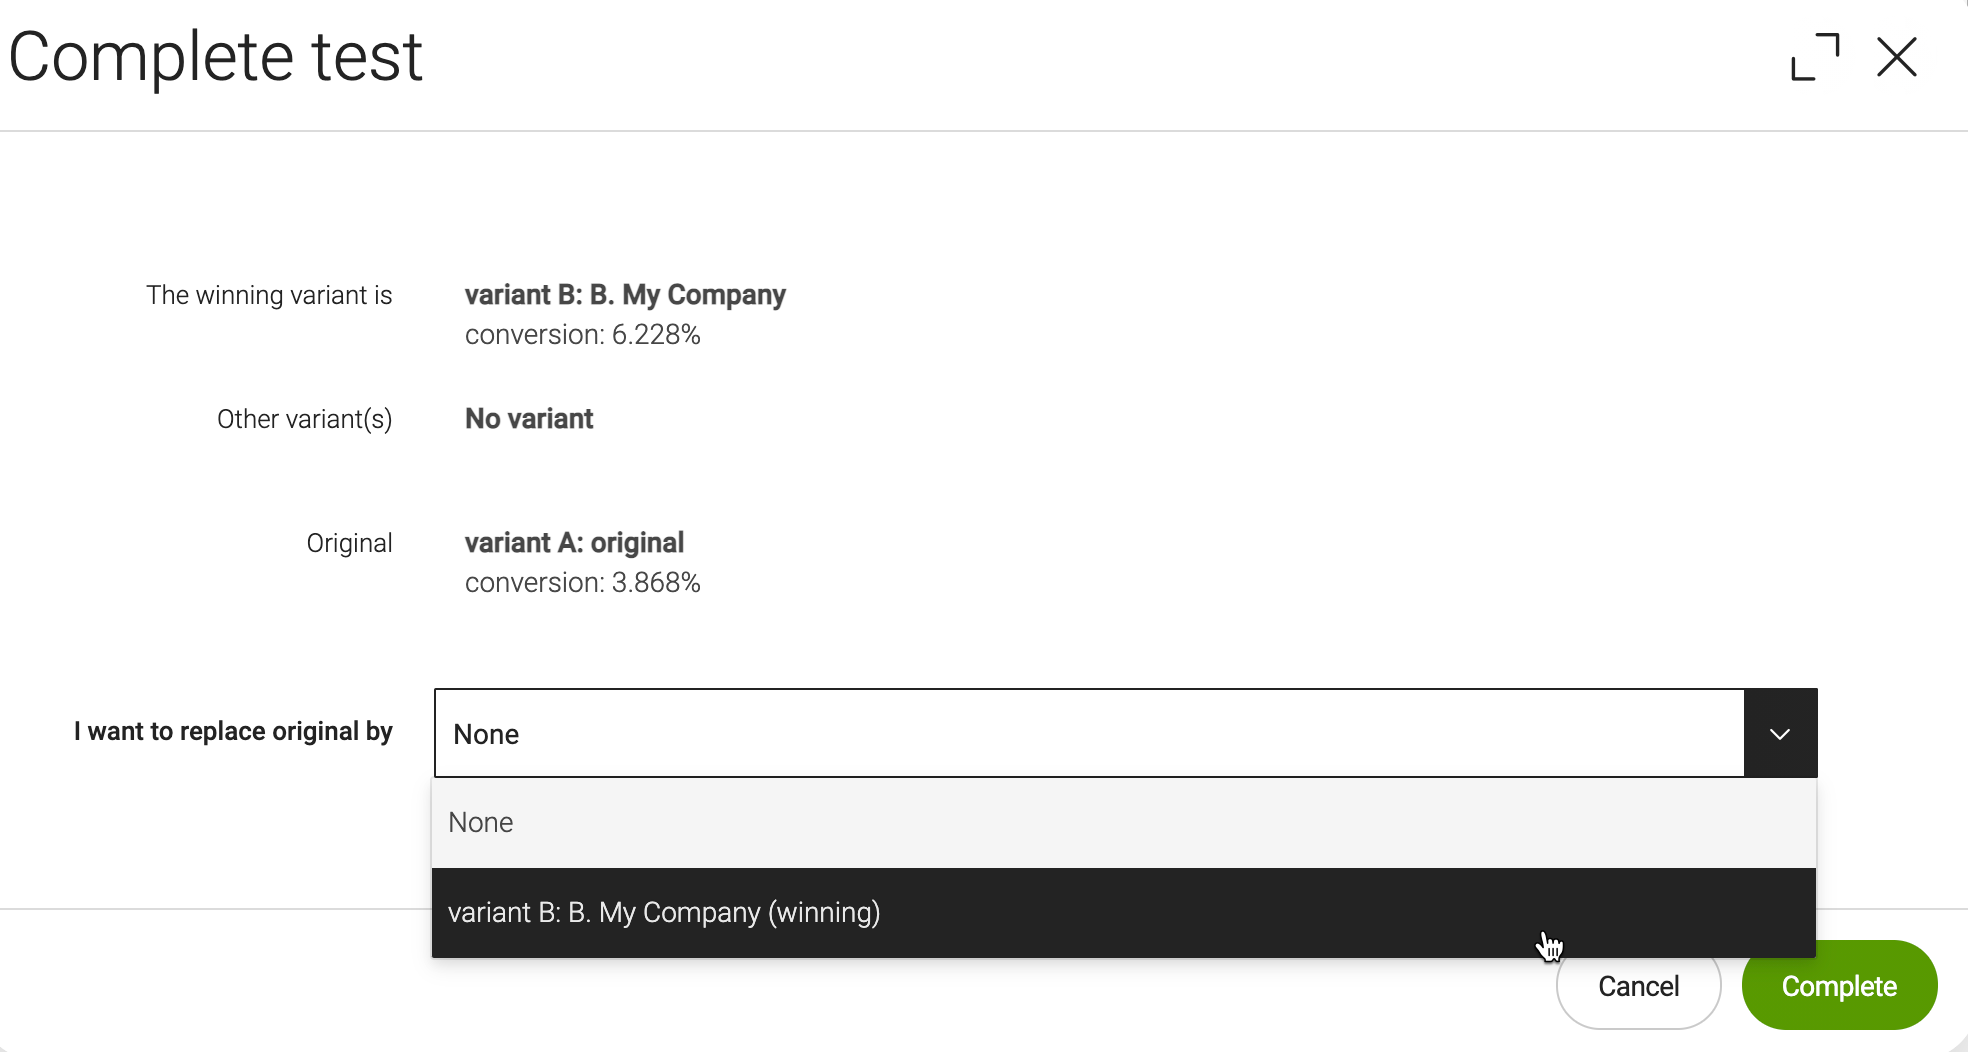 Complete test
The winning variant is
variant B: B. My Company
conversion: 6.228%
Other variant(s)
No variant
Original
variant A: original
conversion: 3.868%
I want to replace original by
None
None
variant B: B. My Company (winning)
Cancel
Complete